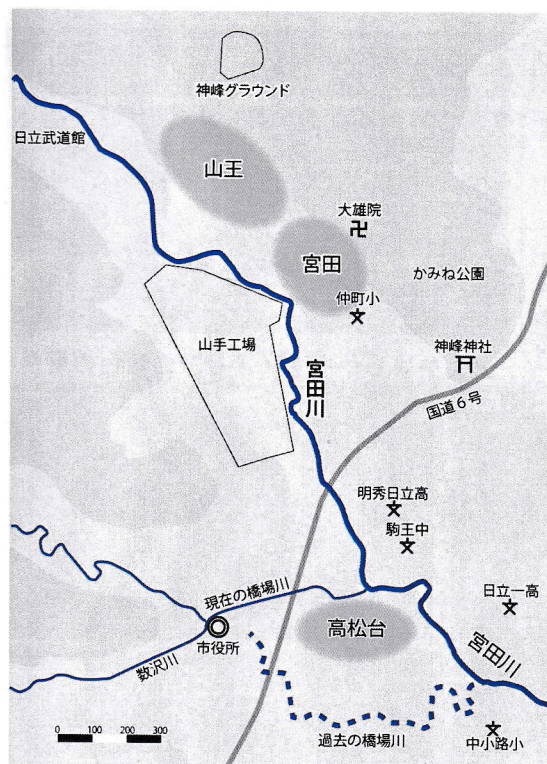 神峰グラウンド
日立武道館
山王
大雄院
宮田
かみね公園
仲町小
山手工場
神峰神社
宮田川
国道6号
明秀日立高
駒王中
現在の橋場川
日立一高
高松台
市役所
数沢川
宮田川
0 100 200 300
過去の橋場川
中小路小